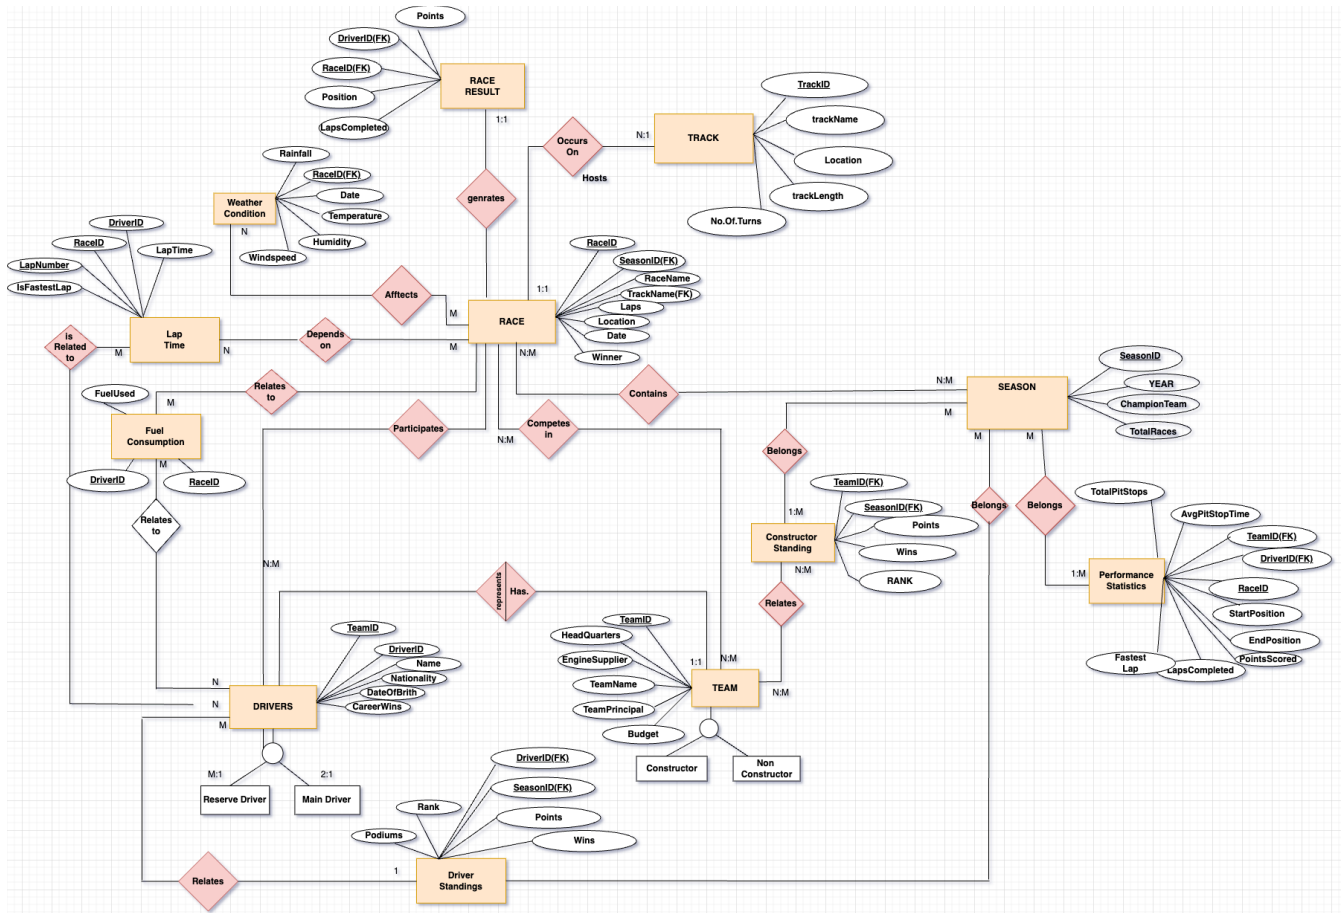 Points
DriverID(FK)
RaceID(FK)
Position
LapsCompleted
RACE
RESULT
1:1
genrates
Occurs
On
Hosts
N:1
TRACK
TrackID
trackName
Location
trackLength
No.Of.Turns
Rainfall
RaceID(FK)
Date
Temperature
Humidity
Windspeed
Weather
Condition
N
Afftects
M
DriverID
RaceID
LapTime
LapNumber
IsFastestLap
Lap
Time
Is
Related
to
M
N
Depends
on
M
1:1
RACE
RaceID
SeasonID(FK)
RaceName
TrackName(FK)
Laps
Location
Date
Winner
N:M
Contains
N:M
SEASON
SeasonID
YEAR
ChampionTeam
TotalRaces
M
M
M
FuelUsed
M
Relates
to
Fuel
Consumption
DriverID
RaceID
M
Relates
to
N
Participates
N:M
N:M
Competes
in
N:M
Belongs
1:M
Belongs
Belongs
1:M
Constructor
Standing
TeamID(FK)
SeasonID(FK)
Points
Wins
RANK
N:M
Relates
N:M
TotalPitStops
AvgPitStopTime
TeamID(FK)
DriverID(FK)
RaceID
StartPosition
EndPosition
PointsScored
LapsCompleted
Fastest
Lap
Performance
Statistics
represents
Has.
1:1
TeamID
HeadQuarters
EngineSupplier
TeamName
TeamPrincipal
Budget
TEAM
Constructor
Non
Constructor
TeamID
DriverID
Name
Nationality
DateOfBrith
CareerWins
DRIVERS
N
M
M:1
2:1
Reserve Driver
Main Driver
DriverID(FK)
SeasonID(FK)
Points
Wins
Rank
Podiums
Relates
1
Driver
Standings